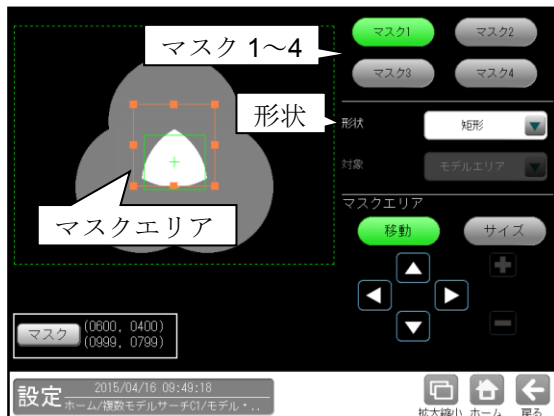 マスク 1～4
マスク1
マスク2
マスク3
マスク4
形状
形状
矩形
対象
モデルエリア
マスクエリア
マスクエリア
移動
サイズ
マスク
(0600, 0400)
(0999, 0799)
設定
2015/04/16 09:49:18
ホーム/複数モデルサーチC1/モデル・..
拡大縮小
ホーム
戻る